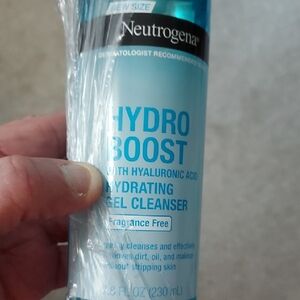 NEW SIZE
Neutrogena®
DERMATOLOGIST RECOMMENDED
HYDRO
BOOST
WITH HYALURONIC ACID
HYDRATING
GEL CLEANSER
Fragrance Free
cleanses and effectively
dirt, oil, and makeup
without stripping skin
FL OZ (230 mL)